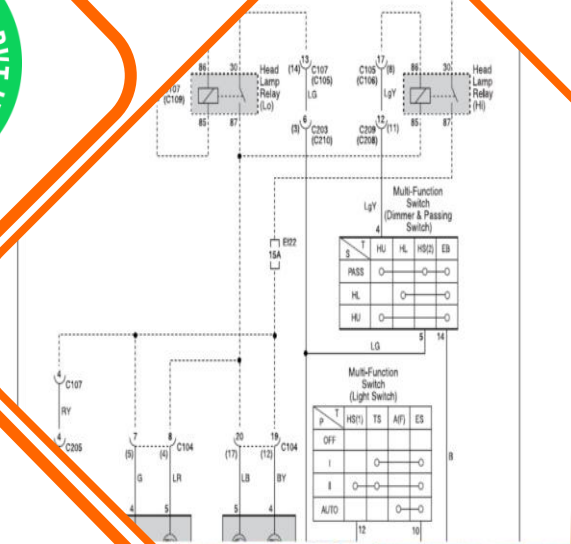 86
30
Head
Lamp
Relay
(Lo)
(C109)
85
87
13
(14)
C107
(C105)
LG
6
(3)
C203
(C210)
17
(8)
C105
(C106)
LgY
12
(11)
C209
(C208)
86
30
Head
Lamp
Relay
(Hi)
85
87
LgY
4
Multi-Function
Switch
(Dimmer & Passing
Switch)
T
S
HU HL HS(2) EB
PASS
HL
HU
5 14
LG
EI22
15A
Multi-Function
Switch
(Light Switch)
T
P
HS(1) TS A(F) ES
OFF
I
II
AUTO
12 10
B
4
C107
RY
4
C205
7 8
(5) (4)
C104
G LR
4 5
20 19
(17) (12)
C104
LB BY
5 4